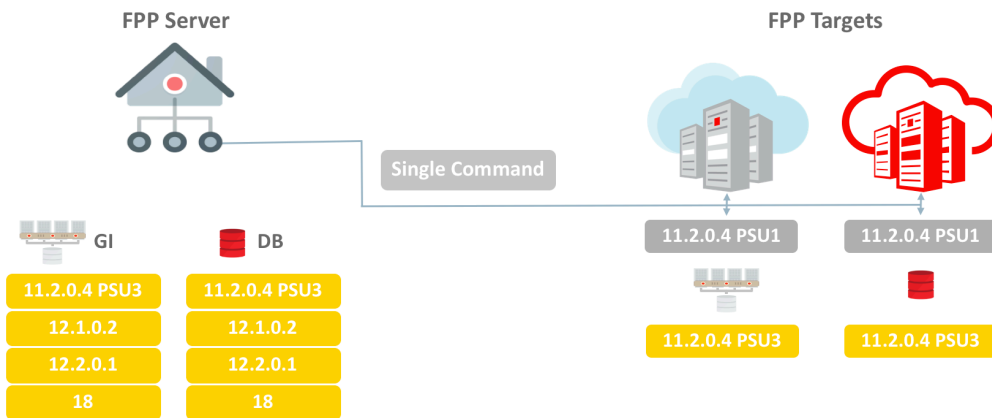 FPP Server
FPP Targets
Single Command
11.2.0.4 PSU1
11.2.0.4 PSU1
GI
DB
11.2.0.4 PSU3
11.2.0.4 PSU3
12.1.0.2
12.1.0.2
12.2.0.1
12.2.0.1
18
18
11.2.0.4 PSU3
11.2.0.4 PSU3